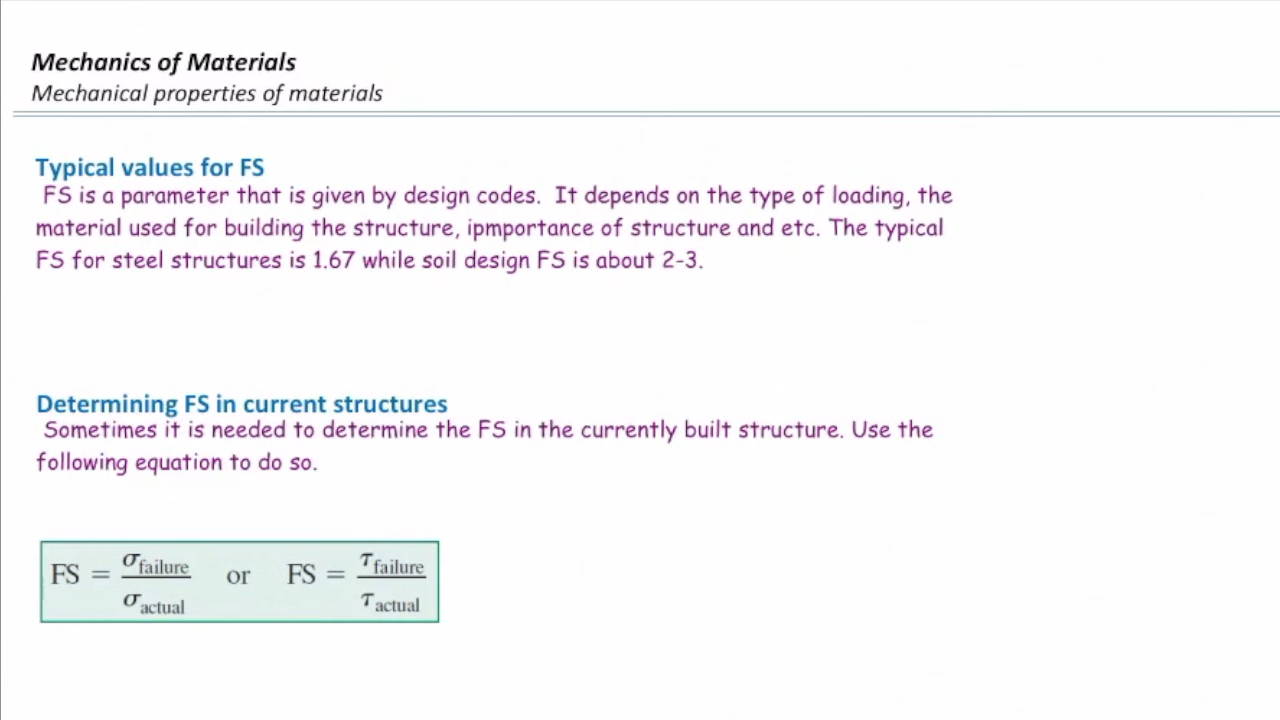 Mechanics of Materials
Mechanical properties of materials
Typical values for FS
FS is a parameter that is given by design codes. It depends on the type of loading, the
material used for building the structure, ipmportance of structure and etc. The typical
FS for steel structures is 1.67 while soil design FS is about 2-3.
Determining FS in current structures
Sometimes it is needed to determine the FS in the currently built structure. Use the
following equation to do so.
FS = σfailure / σactual or FS = τfailure / τactual